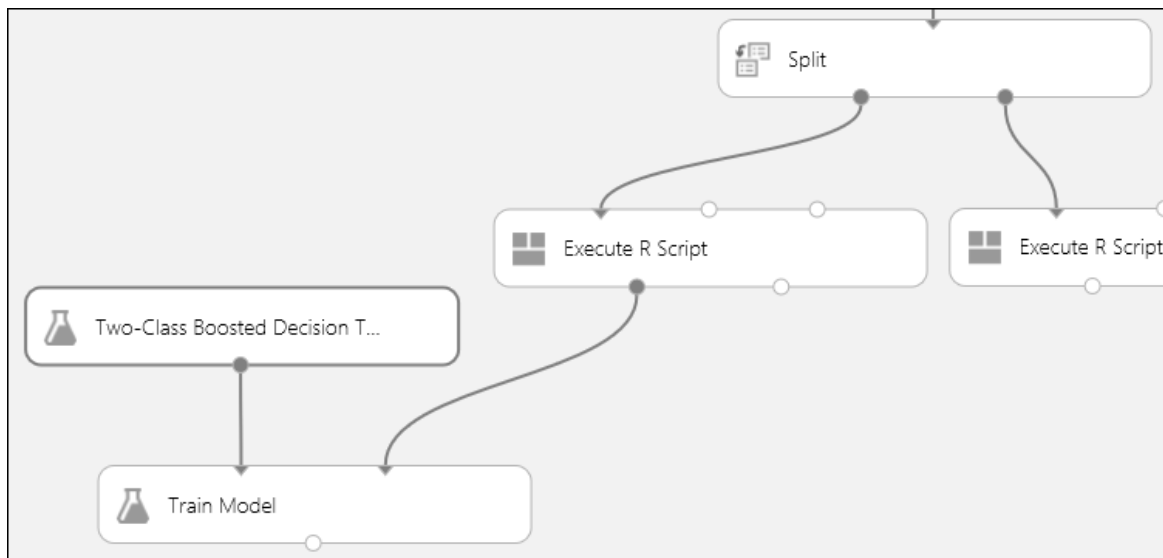 Split
Execute R Script
Execute R Script
Two-Class Boosted Decision T...
Train Model